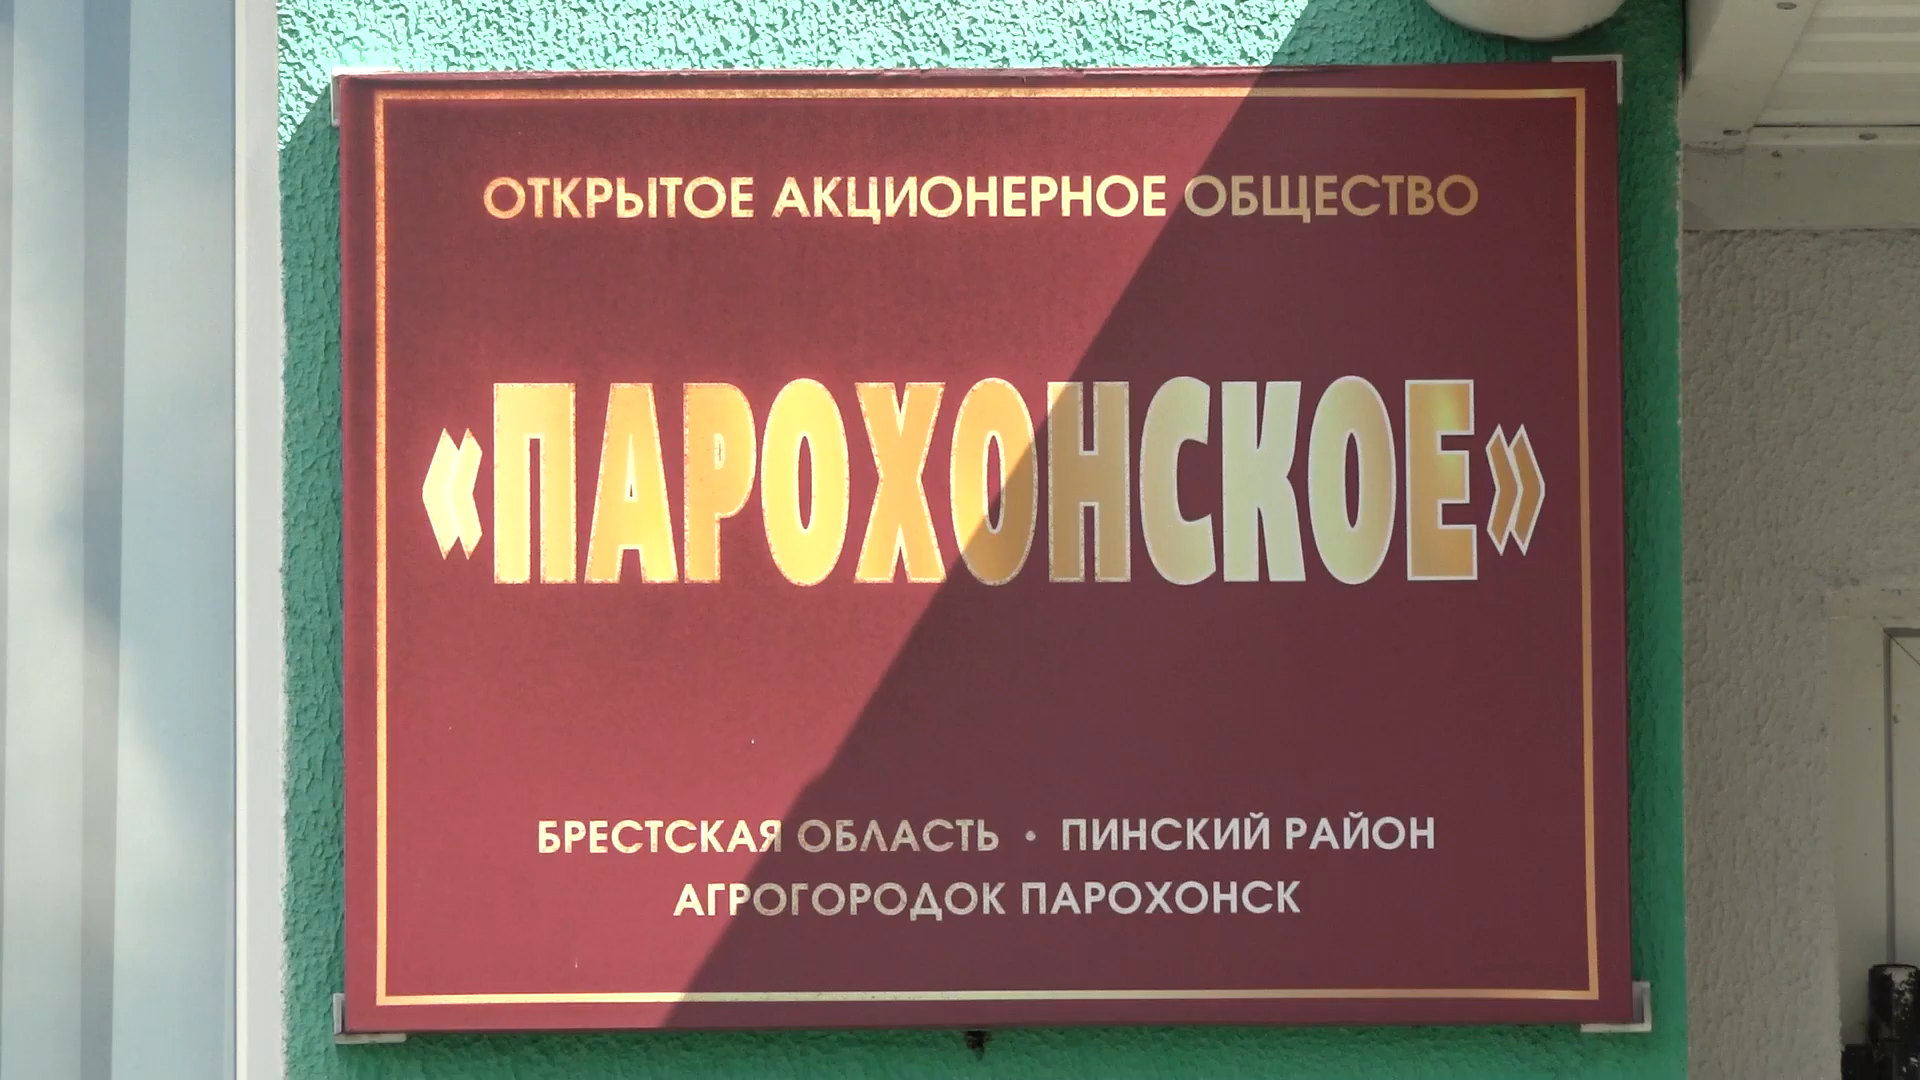 ОТКРЫТОЕ АКЦИОНЕРНОЕ ОБЩЕСТВО
«ПАРОХОНСКОЕ»
БРЕСТСКАЯ ОБЛАСТЬ • ПИНСКИЙ РАЙОН
АГРОГОРОДОК ПАРОХОНСК